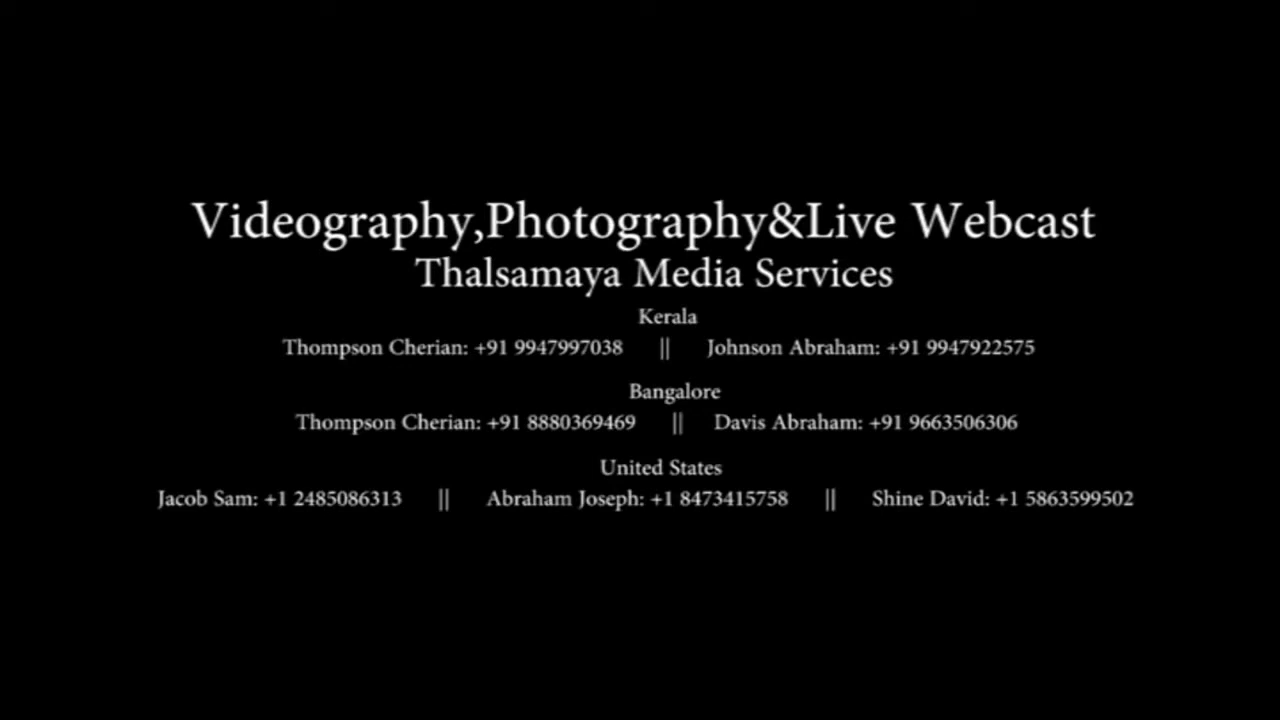 Videography,Photography&Live Webcast
Thalsamaya Media Services
Kerala
Thompson Cherian: +91 9947997038 || Johnson Abraham: +91 9947922575
Bangalore
Thompson Cherian: +91 8880369469 || Davis Abraham: +91 9663506306
United States
Jacob Sam: +1 2485086313 || Abraham Joseph: +1 8473415758 || Shine David: +1 5863599502